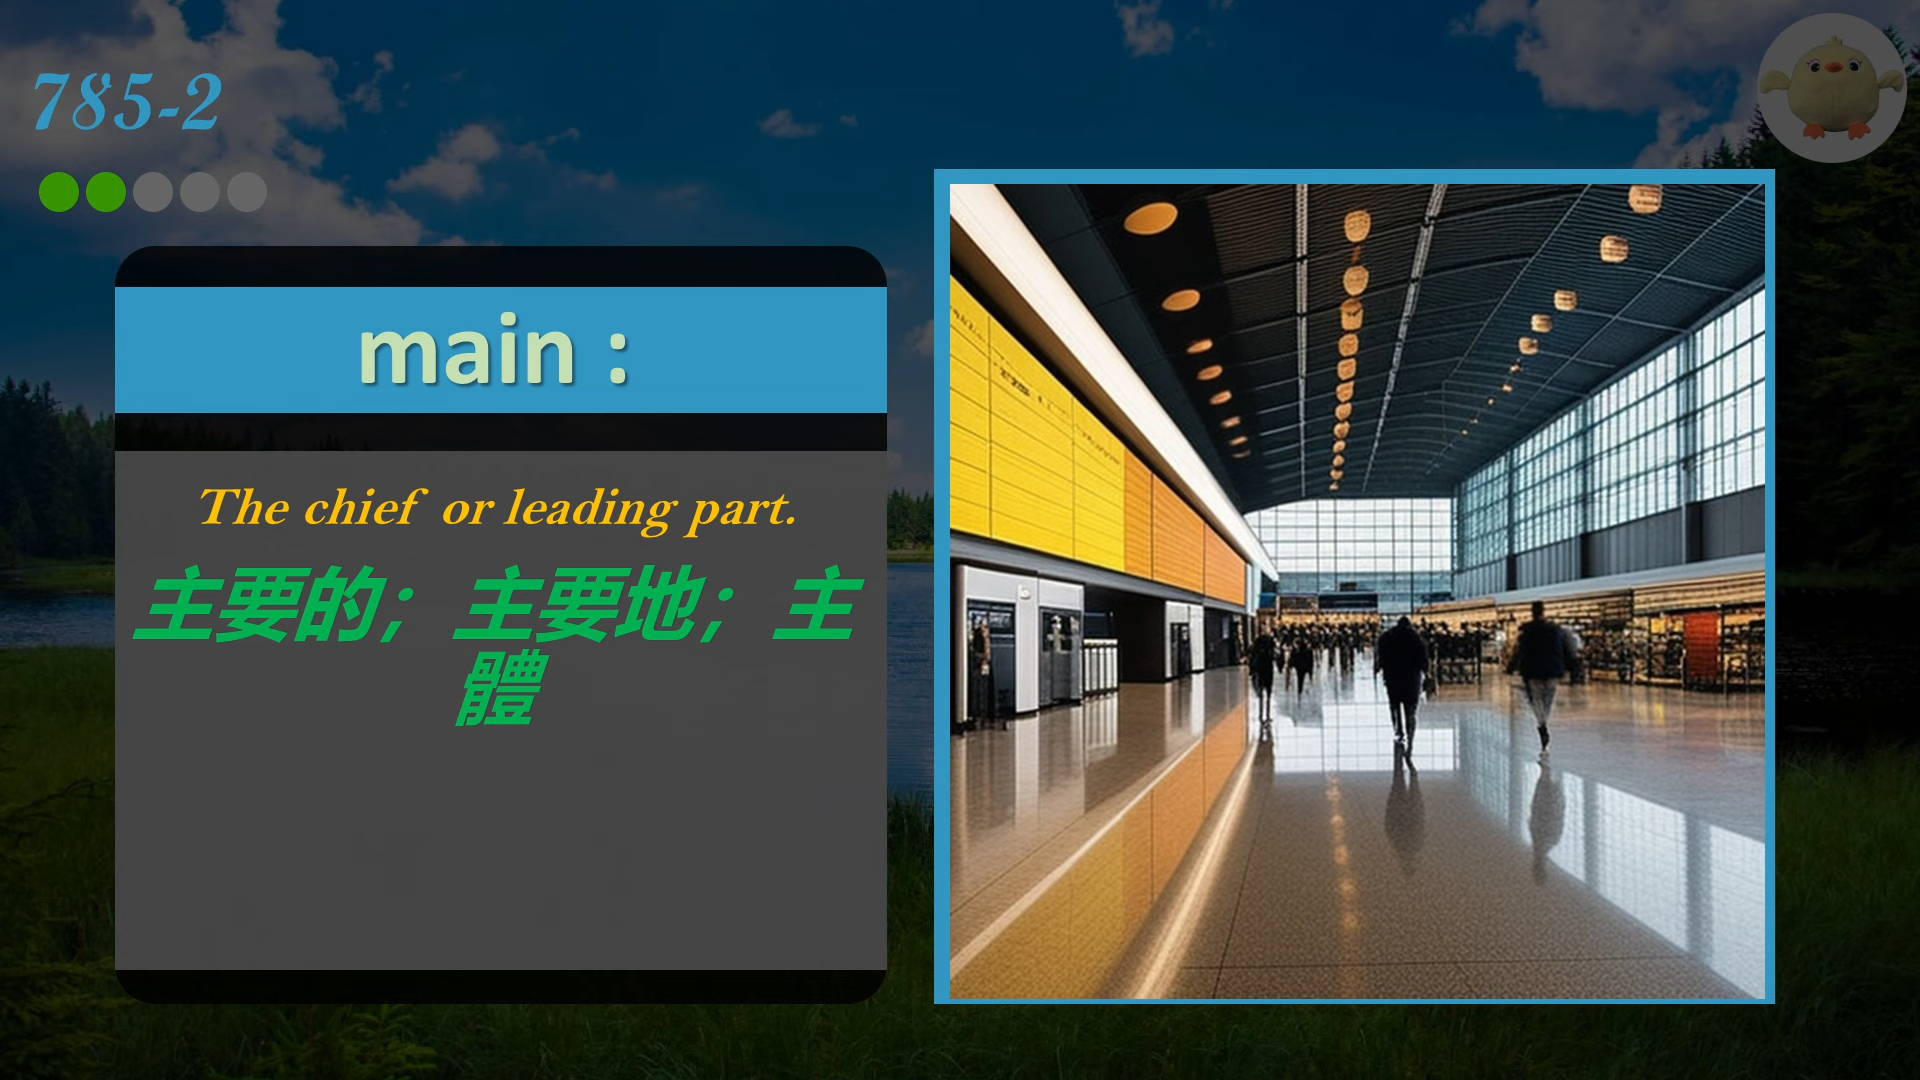 785-2
main :
The chief or leading part.
主要的；主要地；主
體